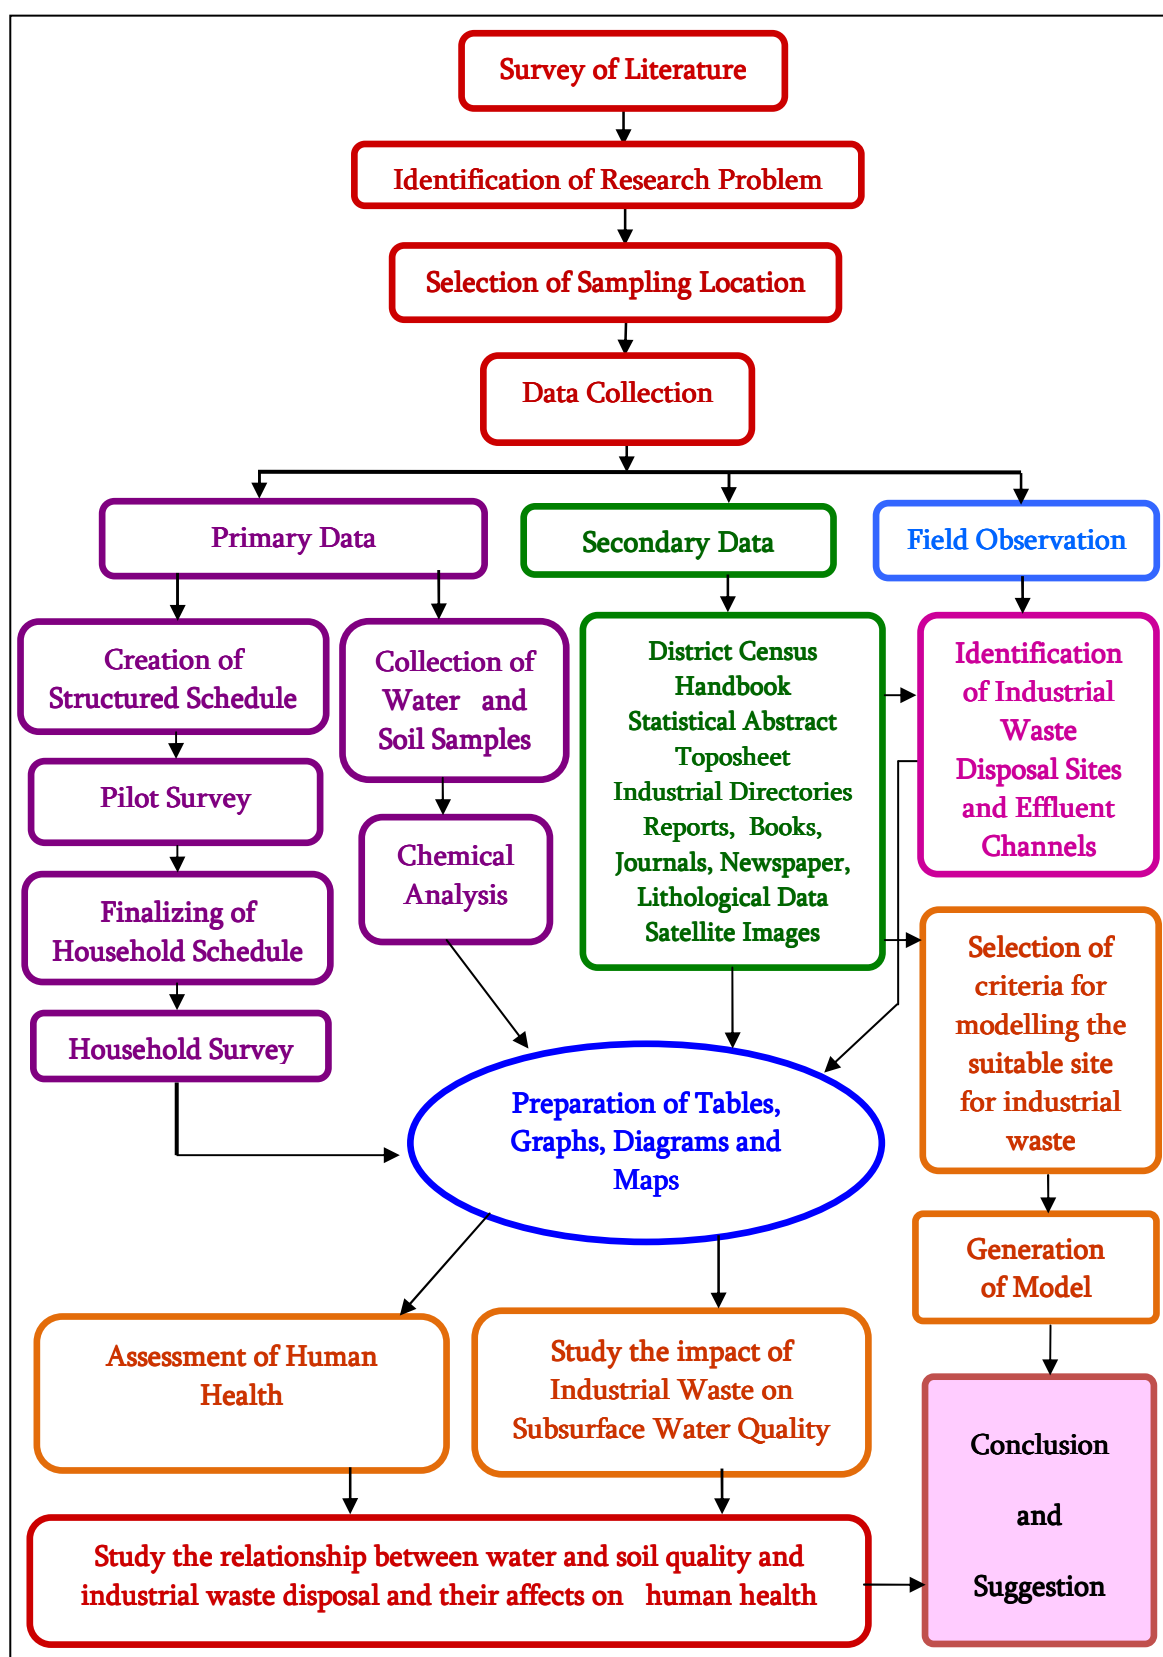 Survey of Literature
Identification of Research Problem
Selection of Sampling Location
Data Collection
Primary Data
Secondary Data
Field Observation
Creation of
Structured Schedule
Collection of
Water and
Soil Samples
District Census
Handbook
Statistical Abstract
Toposheet
Industrial Directories
Reports, Books,
Journals, Newspaper,
Lithological Data
Satellite Images
Identification
of Industrial
Waste
Disposal Sites
and Effluent
Channels
Pilot Survey
Chemical
Analysis
Finalizing of
Household Schedule
Household Survey
Selection of
criteria for
modelling the
suitable site
for industrial
waste
Preparation of Tables,
Graphs, Diagrams and
Maps
Generation
of Model
Assessment of Human
Health
Study the impact of
Industrial Waste on
Subsurface Water Quality
Study the relationship between water and soil quality and
industrial waste disposal and their affects on human health
Conclusion
and
Suggestion